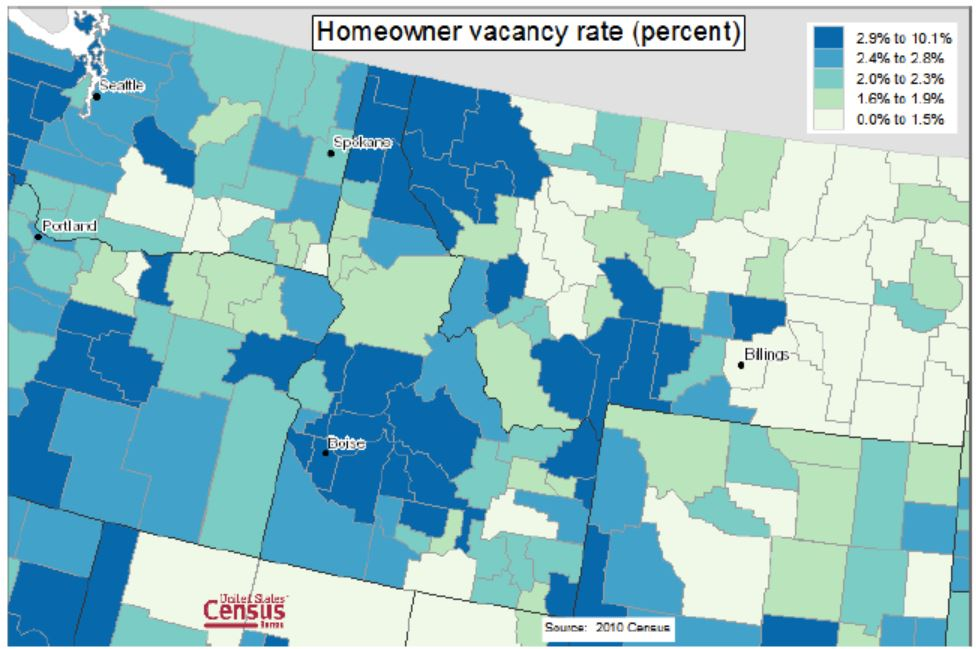 Homeowner vacancy rate (percent)
2.9% to 10.1%
2.4% to 2.8%
2.0% to 2.3%
1.6% to 1.9%
0.0% to 1.5%
Seattle
Spokane
Portland
Billings
Boise
United States
Census
Bureau
Source: 2010 Census